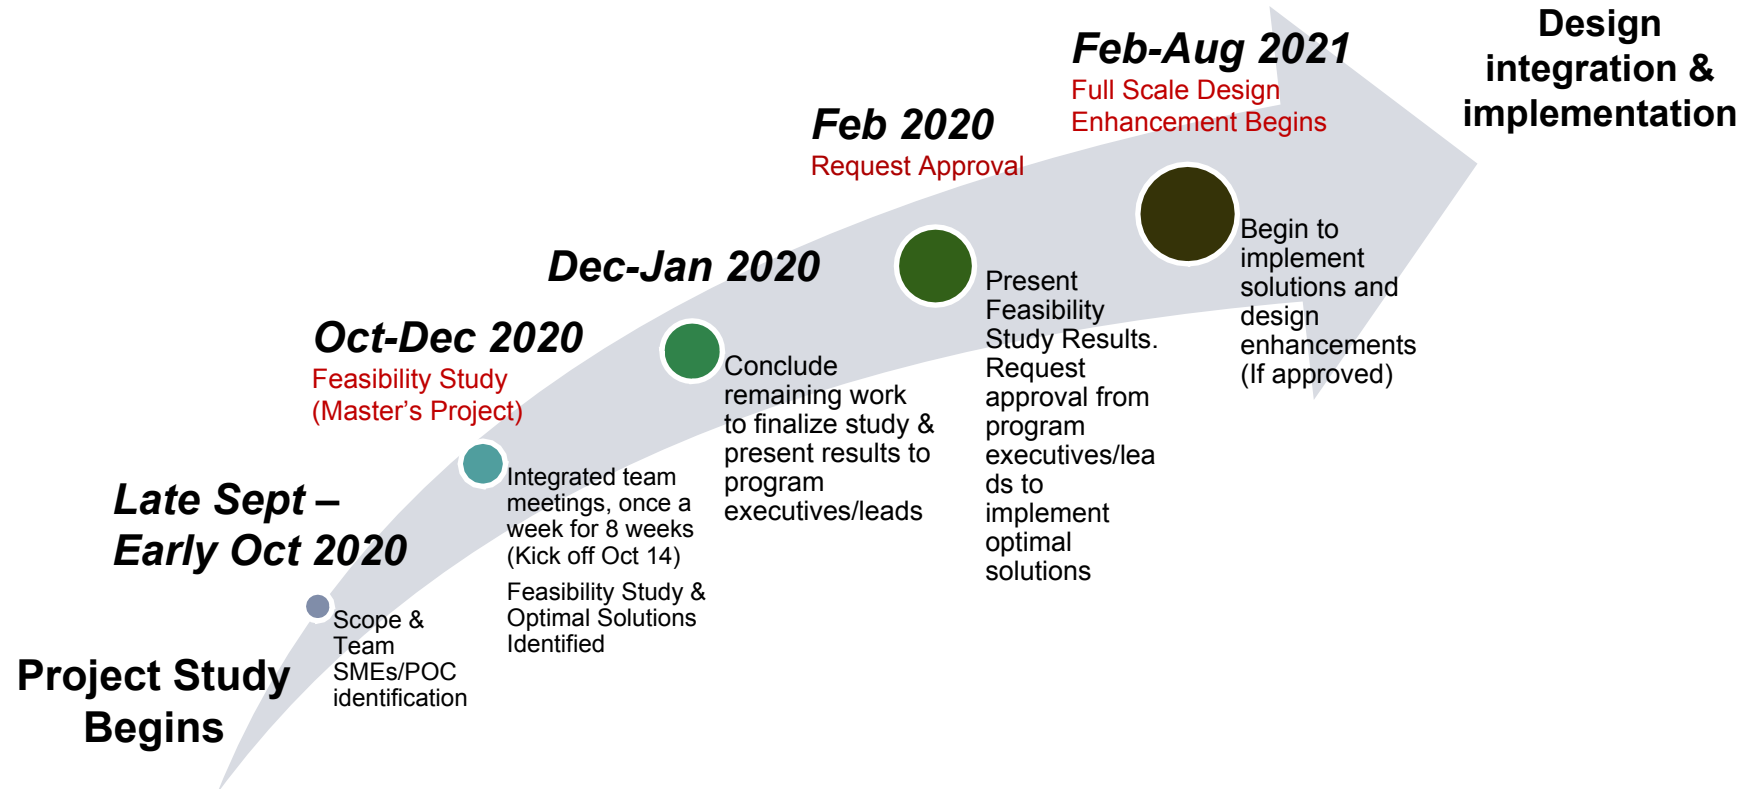 Project Study
Begins
Late Sept –
Early Oct 2020
Scope &
Team
SMEs/POC
identification
Oct-Dec 2020
Feasibility Study
(Master’s Project)
Integrated team
meetings, once a
week for 8 weeks
(Kick off Oct 14)
Feasibility Study &
Optimal Solutions
Identified
Dec-Jan 2020
Conclude
remaining work
to finalize study &
present results to
program
executives/leads
Feb 2020
Request Approval
Present
Feasibility
Study Results.
Request
approval from
program
executives/lea
ds to
implement
optimal
solutions
Feb-Aug 2021
Full Scale Design
Enhancement Begins
Begin to
implement
solutions and
design
enhancements
(If approved)
Design
integration &
implementation